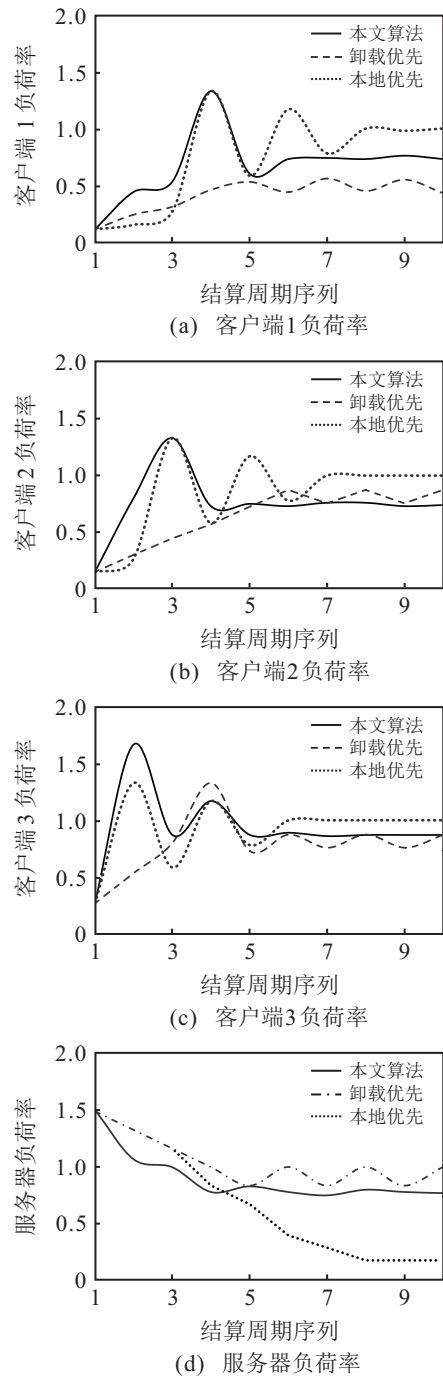 2.0
本文算法
1.5
卸载优先
本地优先
1.0
0.5
0
1 3 5 7 9
客户端 1 负荷率
结算周期序列
(a) 客户端1负荷率
2.0
本文算法
1.5
卸载优先
本地优先
1.0
0.5
0
1 3 5 7 9
客户端2负荷率
结算周期序列
(b) 客户端2负荷率
2.0
本文算法
1.5
卸载优先
本地优先
1.0
0.5
0
1 3 5 7 9
客户端 3 负荷率
结算周期序列
(c) 客户端3负荷率
2.0
本文算法
1.5
卸载优先
本地优先
1.0
0.5
0
1 3 5 7 9
服务器负荷率
结算周期序列
(d) 服务器负荷率